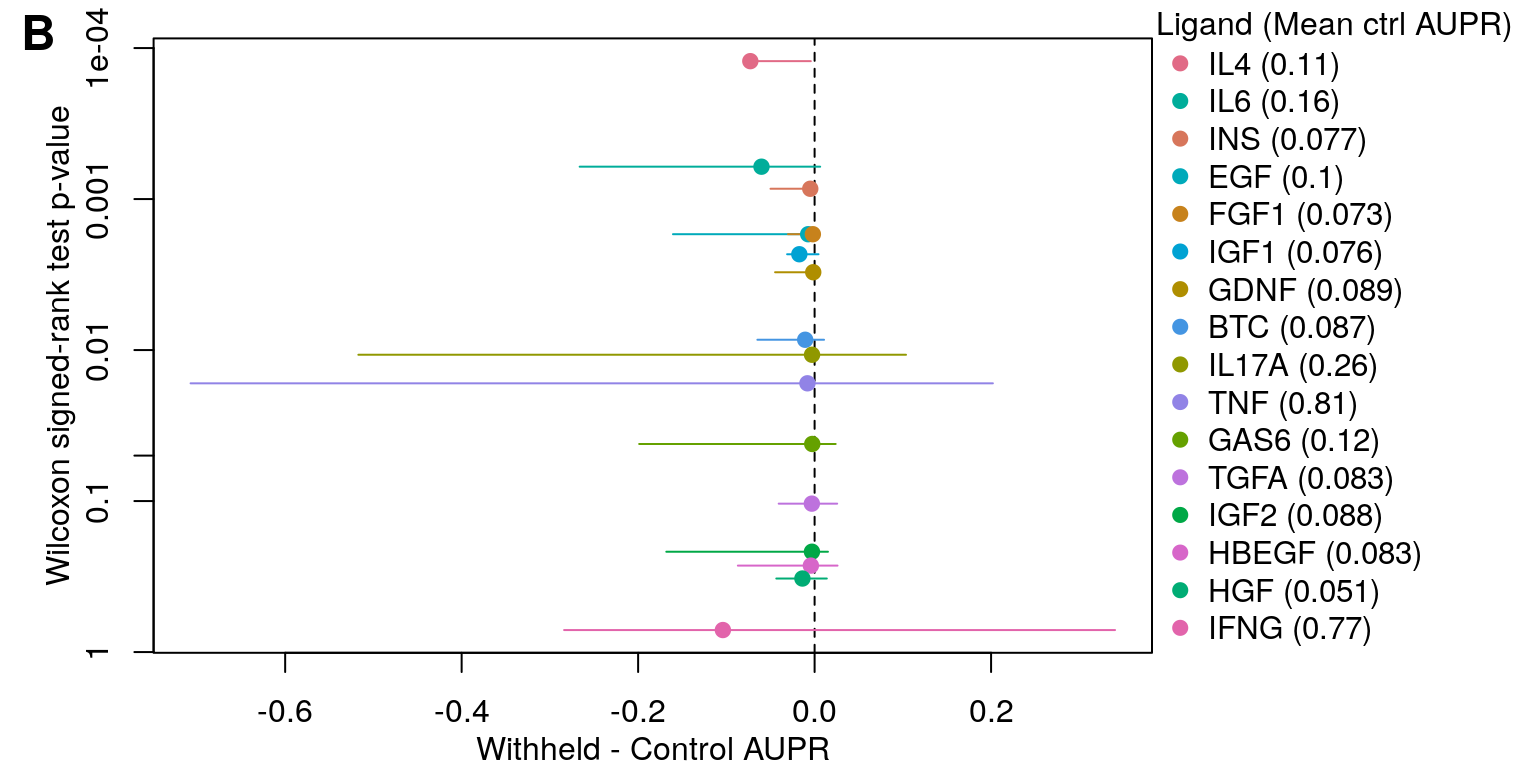 B
Wilcoxon signed-rank test p-value
1e-04
0.001
0.01
0.1
1
-0.6
-0.4
-0.2
0.0
0.2
Withheld - Control AUPR
Ligand (Mean ctrl AUPR)
IL4 (0.11)
IL6 (0.16)
INS (0.077)
EGF (0.1)
FGF1 (0.073)
IGF1 (0.076)
GDNF (0.089)
BTC (0.087)
IL17A (0.26)
TNF (0.81)
GAS6 (0.12)
TGFA (0.083)
IGF2 (0.088)
HBEGF (0.083)
HGF (0.051)
IFNG (0.77)